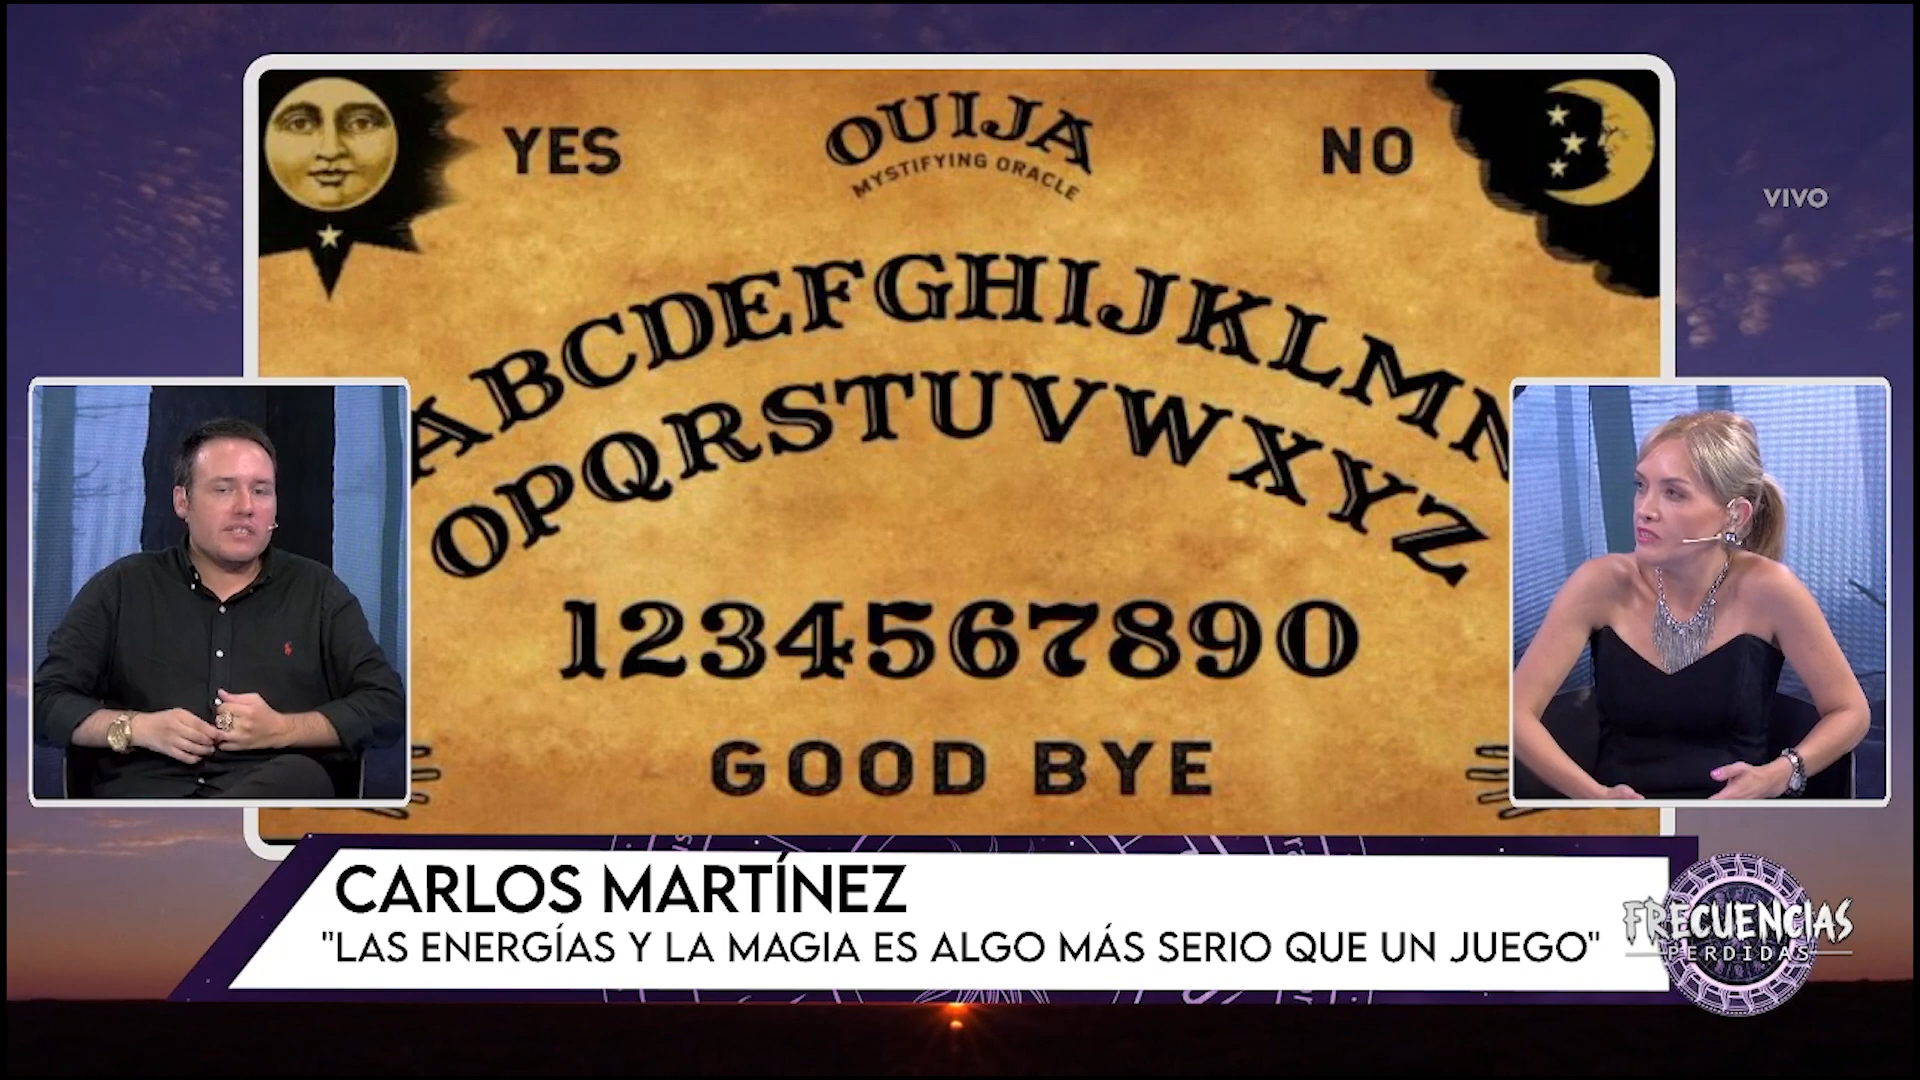 YES
OUIJA
NO
MYSTIFYING ORACLE
VIVO
ABCDEFGHIJKLMN
OPQRSTUVWXYZ
1234567890
GOOD BYE
CARLOS MARTÍNEZ
"LAS ENERGÍAS Y LA MAGIA ES ALGO MÁS SERIO QUE UN JUEGO"
FRECUENCIAS
PERDIDAS